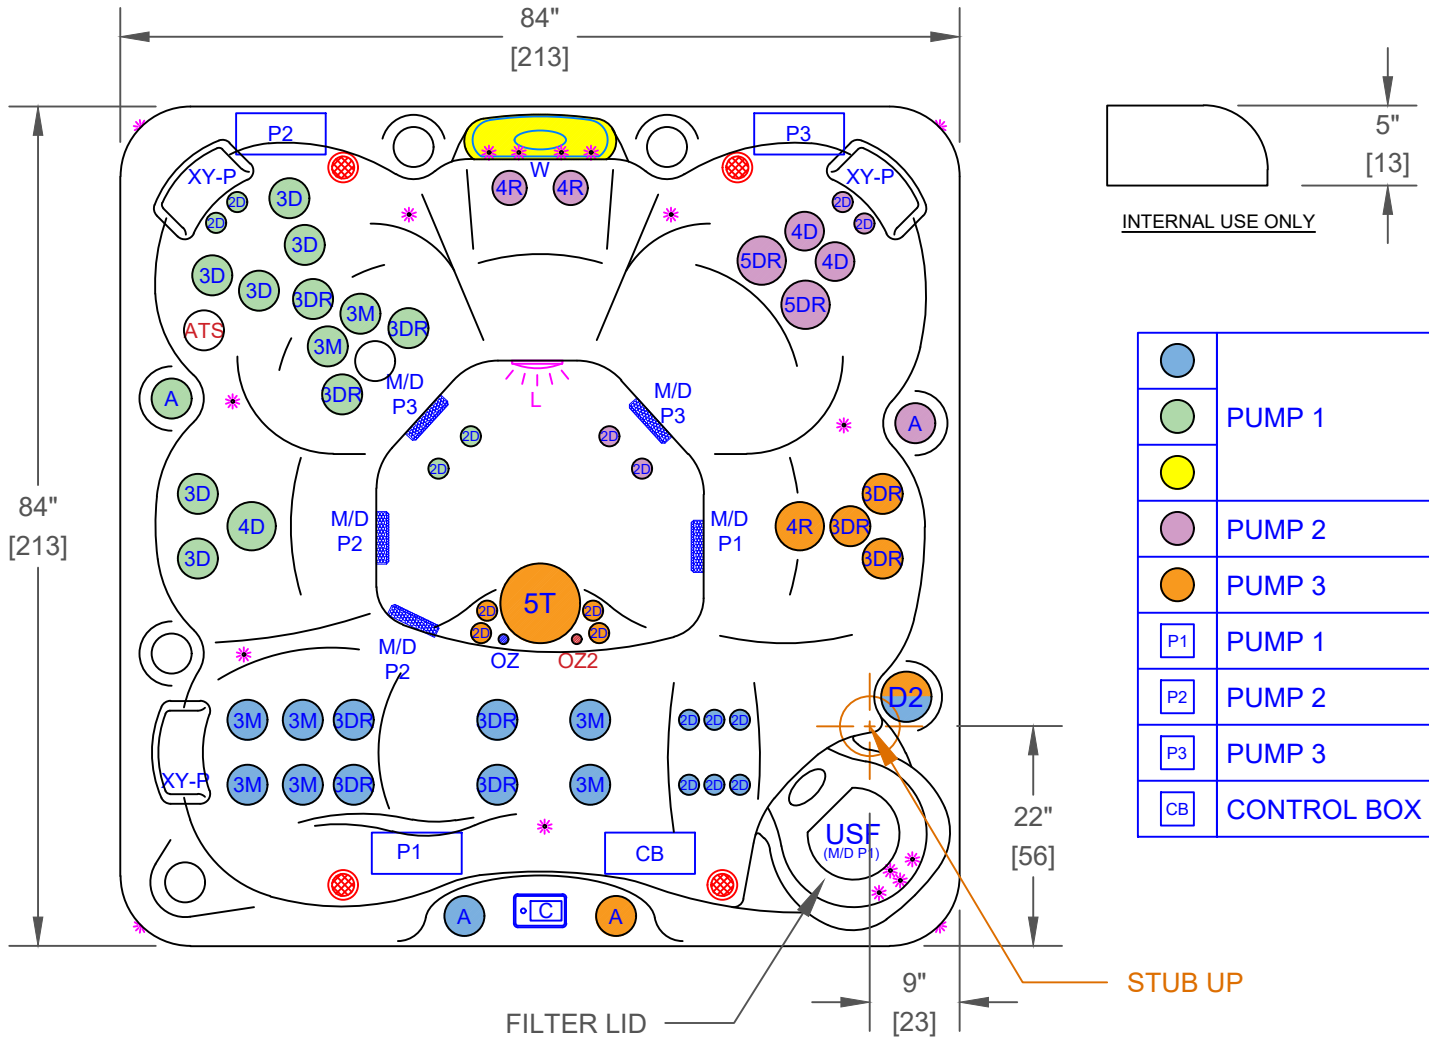 84"
[213]
5"
[13]
INTERNAL USE ONLY
P2
P3
XY-P
XY-P
W
4R
4R
2D
2D
3D
3D
3D
3D
3DR
3M
3DR
3M
3DR
ATS
A
2D
2D
4D
5DR
4D
5DR
A
M/D
P3
M/D
P3
L
2D
2D
2D
2D
84"
[213]
3D
4D
3D
M/D
P2
M/D
P1
4R
3DR
3DR
3DR
5T
2D
2D
2D
2D
OZ
OZ2
M/D
P2
D2
3M
3M
3DR
3DR
3M
2D
2D
2D
XY-P
3M
3M
3DR
3DR
3M
2D
2D
2D
P1
CB
USF
(M/D P1)
A
C
A
22"
[56]
9"
[23]
STUB UP
FILTER LID
PUMP 1
PUMP 2
PUMP 3
P1 PUMP 1
P2 PUMP 2
P3 PUMP 3
CB CONTROL BOX